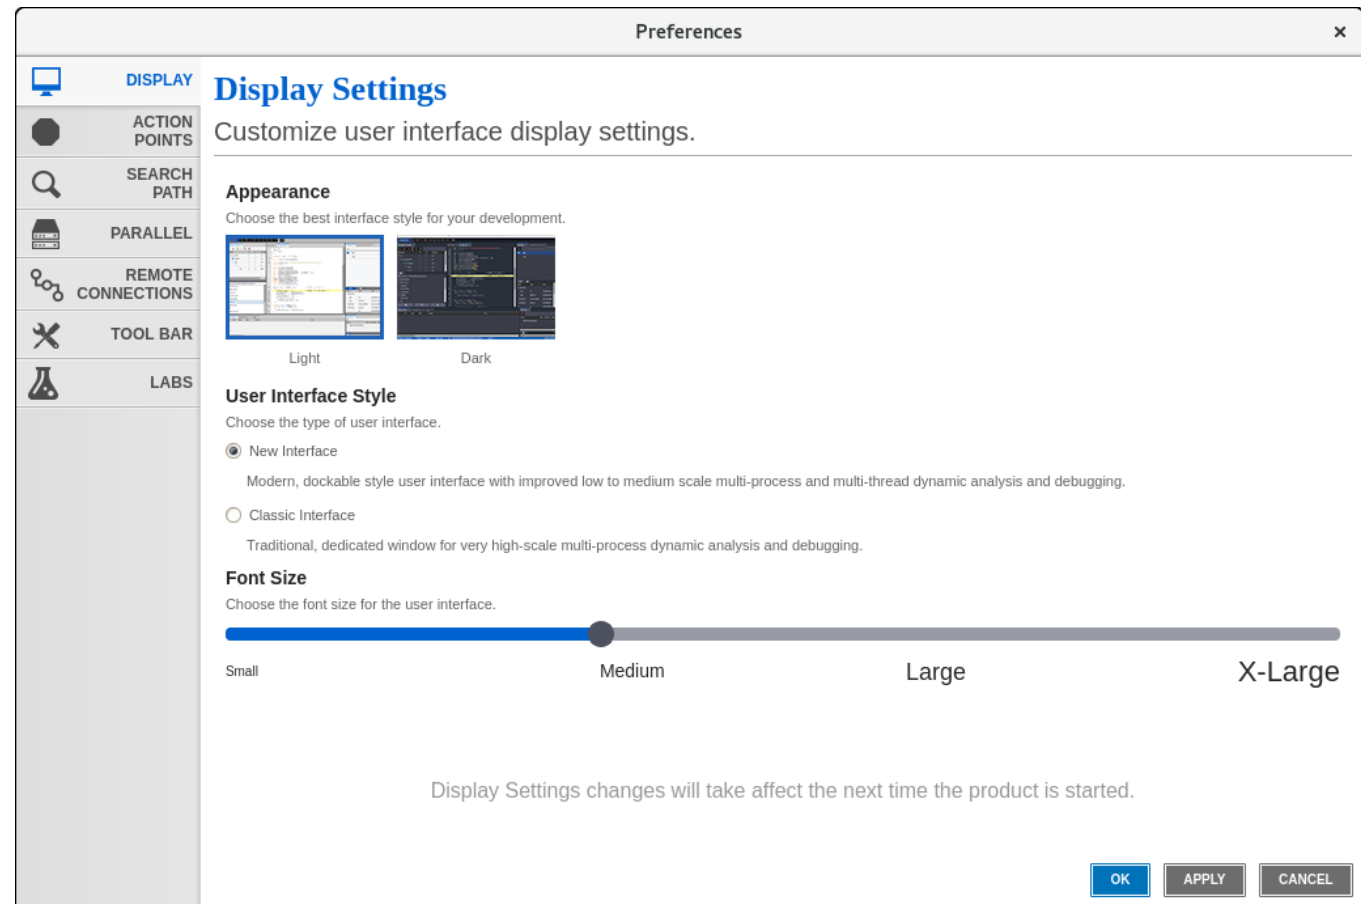 Preferences
×
DISPLAY
ACTION
POINTS
SEARCH
PATH
PARALLEL
REMOTE
CONNECTIONS
TOOL BAR
LABS
Display Settings
Customize user interface display settings.
Appearance
Choose the best interface style for your development.
Light
Dark
User Interface Style
Choose the type of user interface.
New Interface
Modern, dockable style user interface with improved low to medium scale multi-process and multi-thread dynamic analysis and debugging.
Classic Interface
Traditional, dedicated window for very high-scale multi-process dynamic analysis and debugging.
Font Size
Choose the font size for the user interface.
Small
Medium
Large
X-Large
Display Settings changes will take affect the next time the product is started.
OK
APPLY
CANCEL